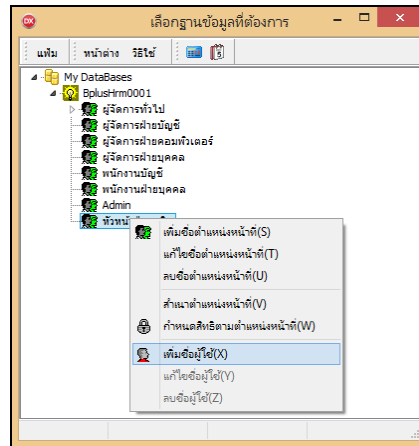 เลือกฐานข้อมูลที่ต้องการ
แฟ้ม หน้าต่าง วิธีใช้
My DataBases
BplusHrm0001
ผู้จัดการทั่วไป
ผู้จัดการฝ่ายบัญชี
ผู้จัดการฝ่ายคอมพิวเตอร์
ผู้จัดการฝ่ายบุคคล
พนักงานบัญชี
พนักงานฝ่ายบุคคล
Admin
เพิ่มชื่อตำแหน่งหน้าที่(S)
แก้ไขชื่อตำแหน่งหน้าที่(T)
ลบชื่อตำแหน่งหน้าที่(U)
สำเนาตำแหน่งหน้าที่(V)
กำหนดสิทธิตามตำแหน่งหน้าที่(W)
เพิ่มชื่อผู้ใช้(X)
แก้ไขชื่อผู้ใช้(Y)
ลบชื่อผู้ใช้(Z)